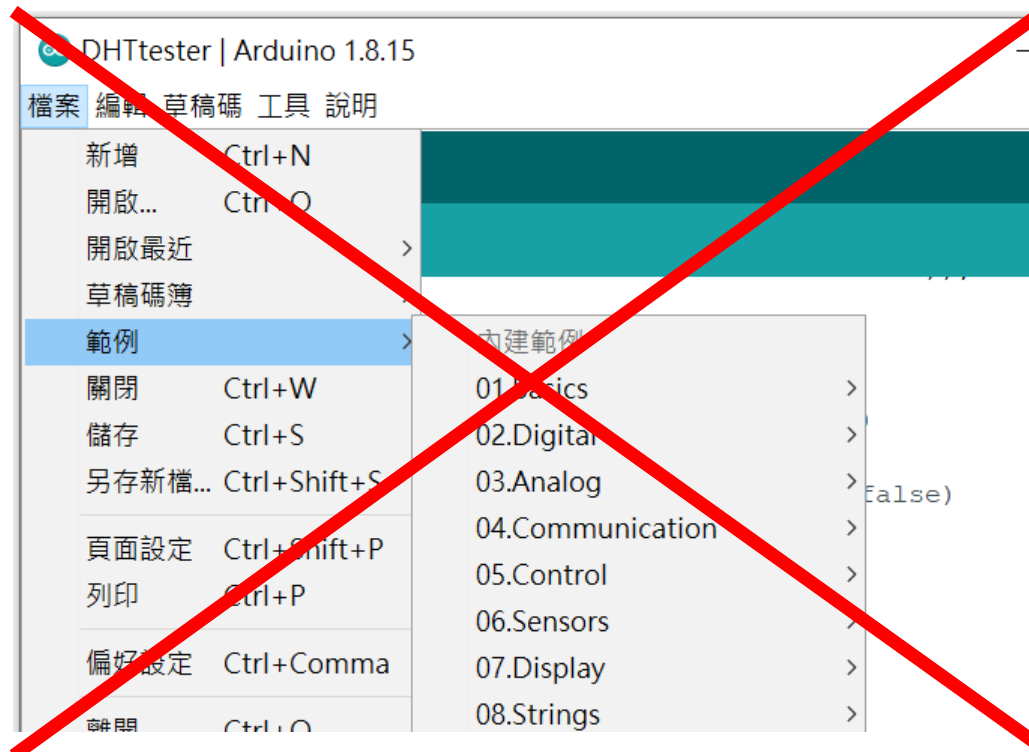 DHTtester | Arduino 1.8.15
檔案 編輯 草稿碼 工具 說明
新增 Ctrl+N
開啟... Ctrl+O
開啟最近 >
草稿碼簿 >
範例 >
內建範例
關閉 Ctrl+W
01.Basics >
儲存 Ctrl+S
02.Digital >
另存新檔... Ctrl+Shift+S
03.Analog >
false)
04.Communication >
頁面設定 Ctrl+Shift+P
05.Control >
列印 Ctrl+P
06.Sensors >
偏好設定 Ctrl+Comma
07.Display >
離開 Ctrl+Q
08.Strings >